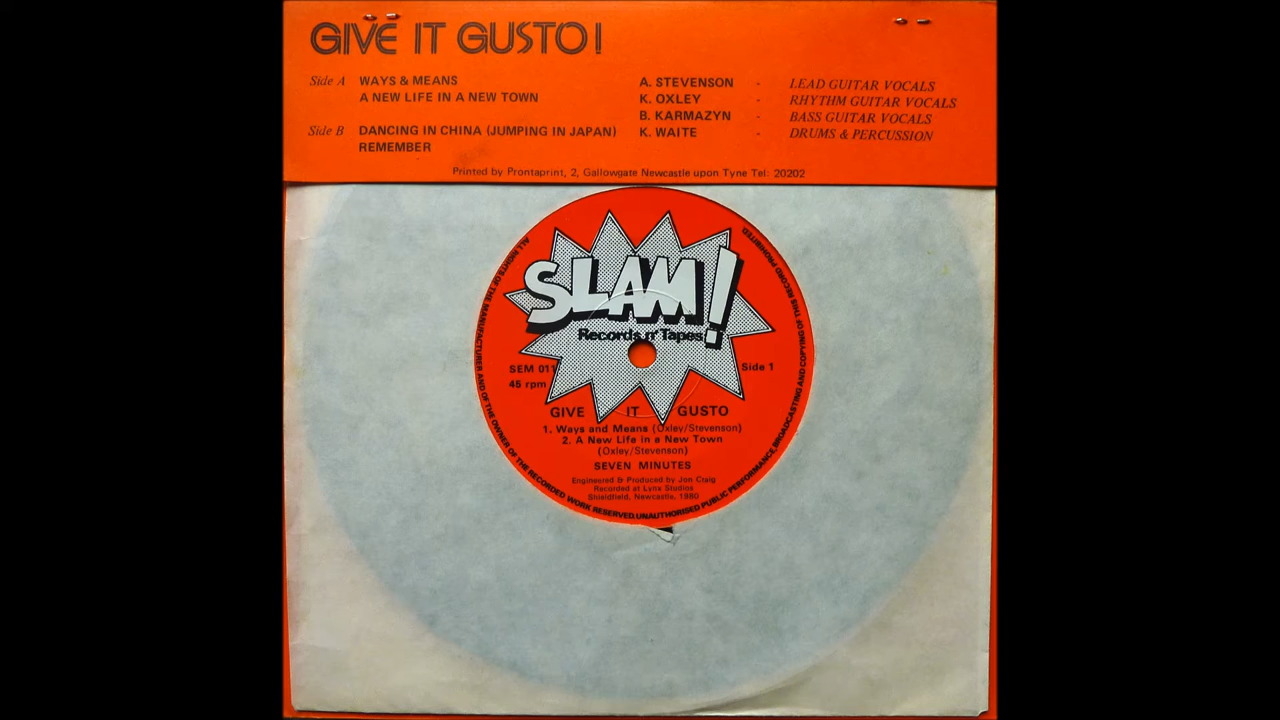 GIVE IT GUSTO!
Side A WAYS & MEANS
A NEW LIFE IN A NEW TOWN
Side B DANCING IN CHINA (JUMPING IN JAPAN)
REMEMBER
A. STEVENSON - LEAD GUITAR VOCALS
K. OXLEY - RHYTHM GUITAR VOCALS
B. KARMAZYN - BASS GUITAR VOCALS
K. WAITE - DRUMS & PERCUSSION
Printed by Prontaprint, 2, Gallowgate Newcastle upon Tyne Tel: 20202
ALL RIGHTS OF THE MANUFACTURER AND OF THE OWNER OF THE RECORDED WORK RESERVED. UNAUTHORISED PUBLIC PERFORMANCE, BROADCASTING AND COPYING OF THIS RECORD PROHIBITED
SLAM!
Records n' Tapes
SEM 011
45 rpm
Side 1
GIVE IT GUSTO
1. Ways and Means (Oxley/Stevenson)
2. A New Life in a New Town
(Oxley/Stevenson)
SEVEN MINUTES
Engineered & Produced by Jon Craig
Recorded at Lynx Studios
Shieldfield, Newcastle, 1980